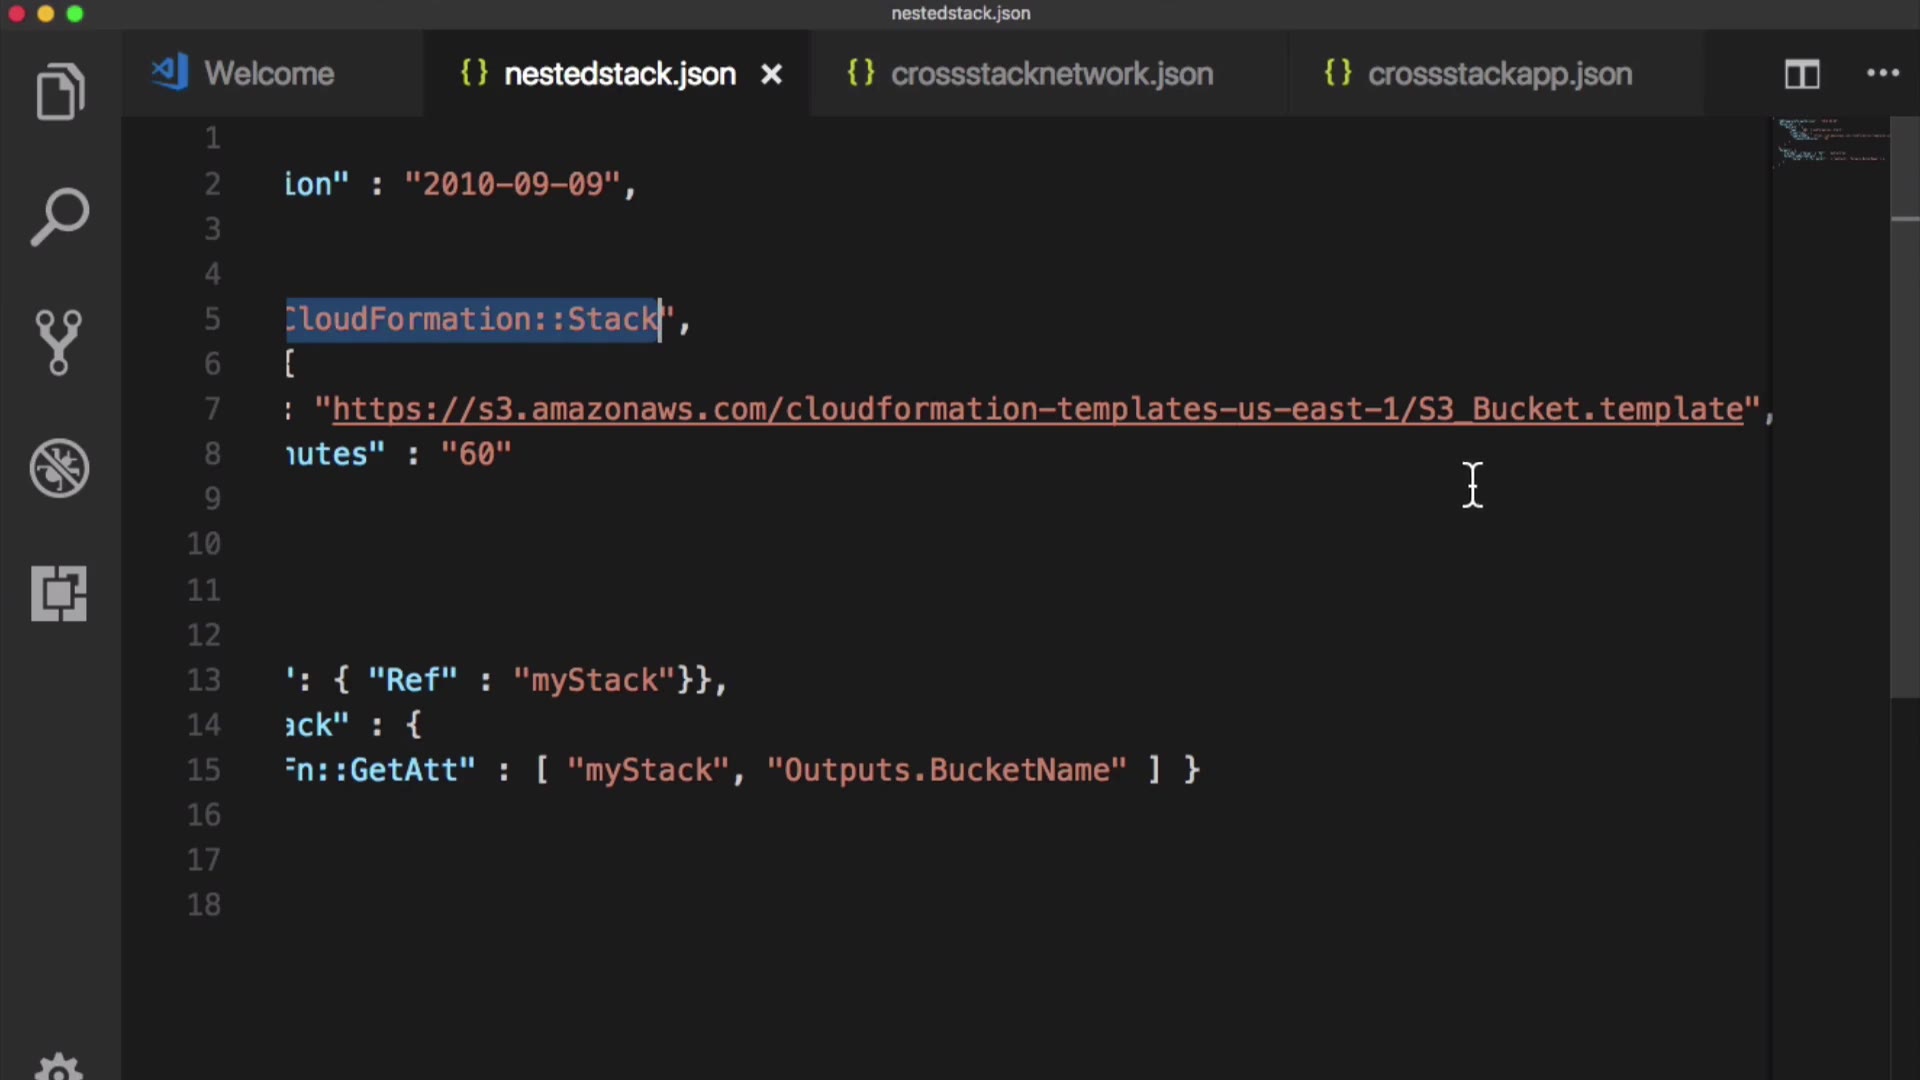 nestedstack.json
Welcome
{} nestedstack.json ×
{} crossstacknetwork.json
{} crossstackapp.json
1
2 ion" : "2010-09-09",
3
4
5 CloudFormation::Stack",
6 {
7 : "https://s3.amazonaws.com/cloudformation-templates-us-east-1/S3_Bucket.template",
8 nutes" : "60"
9
10
11
12
13 ": { "Ref" : "myStack"}},
14 ack" : {
15 Fn::GetAtt" : [ "myStack", "Outputs.BucketName" ] }
16
17
18